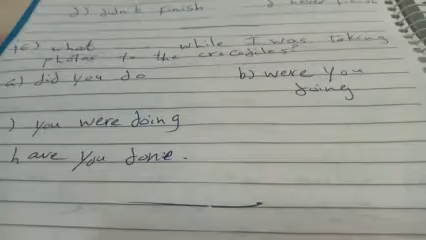 d) didn't finish
16) what while I was taking
photos to the crocodiles?
a) did you do b) were you
doing
) you were doing
have you done.